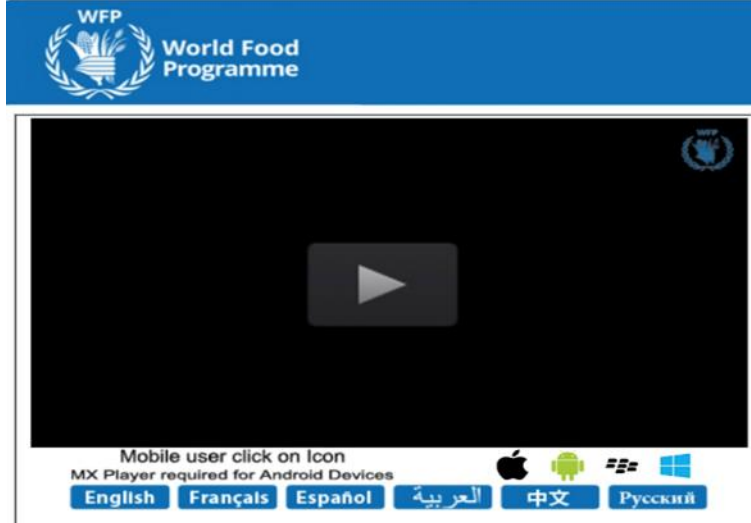 WFP
World Food
Programme
WFP
Mobile user click on Icon
MX Player required for Android Devices
English Français Español العربية 中文 Русский